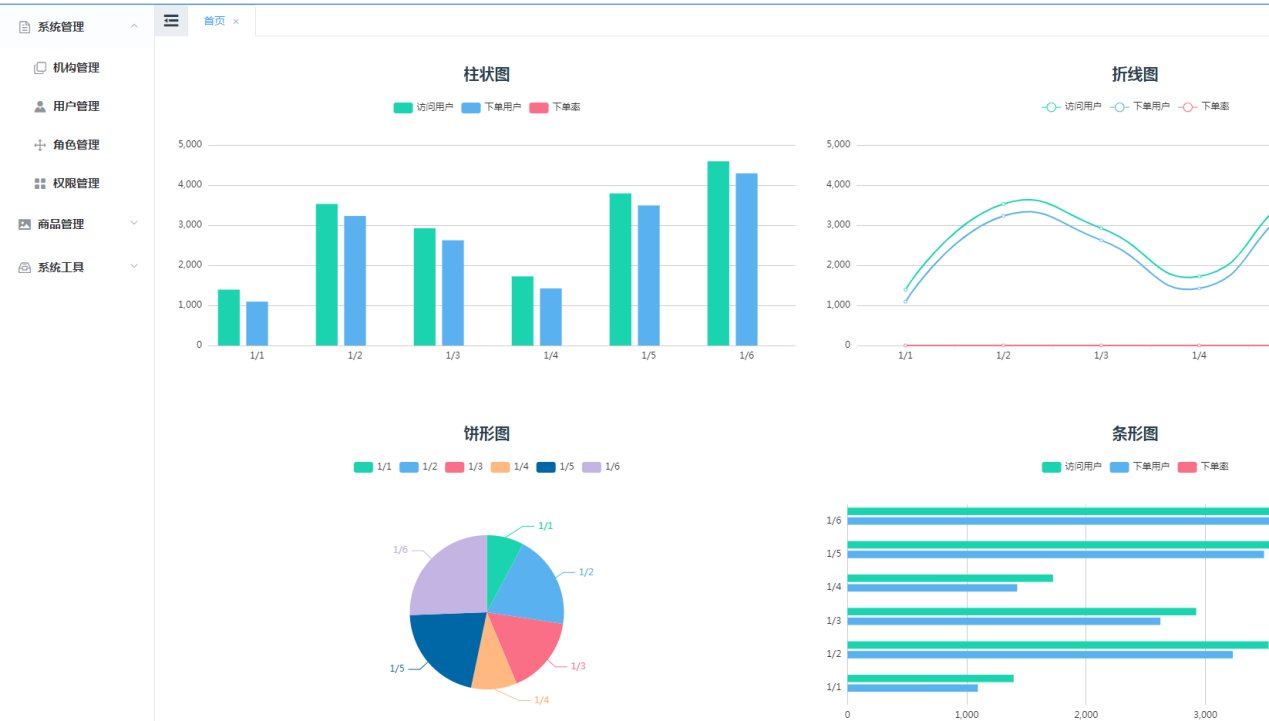 系统管理
机构管理
用户管理
角色管理
权限管理
商品管理
系统工具
首页 ×
柱状图
访问用户 下单用户 下单率
5,000
4,000
3,000
2,000
1,000
0
1/1 1/2 1/3 1/4 1/5 1/6
折线图
访问用户 下单用户 下单率
5,000
4,000
3,000
2,000
1,000
0
1/1 1/2 1/3 1/4
饼形图
1/1 1/2 1/3 1/4 1/5 1/6
1/1
1/6
1/2
1/5
1/3
1/4
条形图
访问用户 下单用户 下单率
1/6
1/5
1/4
1/3
1/2
1/1
0 1,000 2,000 3,000